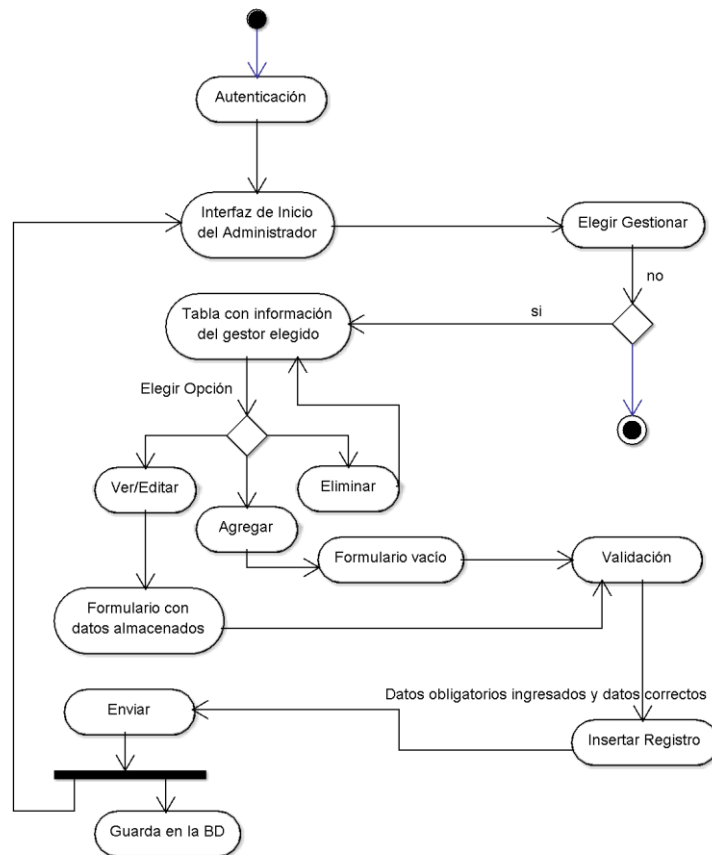 Autenticación
Interfaz de Inicio
del Administrador
Elegir Gestionar
no
si
Tabla con información
del gestor elegido
Elegir Opción
Ver/Editar
Eliminar
Agregar
Formulario vacío
Validación
Formulario con
datos almacenados
Datos obligatorios ingresados y datos correctos
Enviar
Insertar Registro
Guarda en la BD